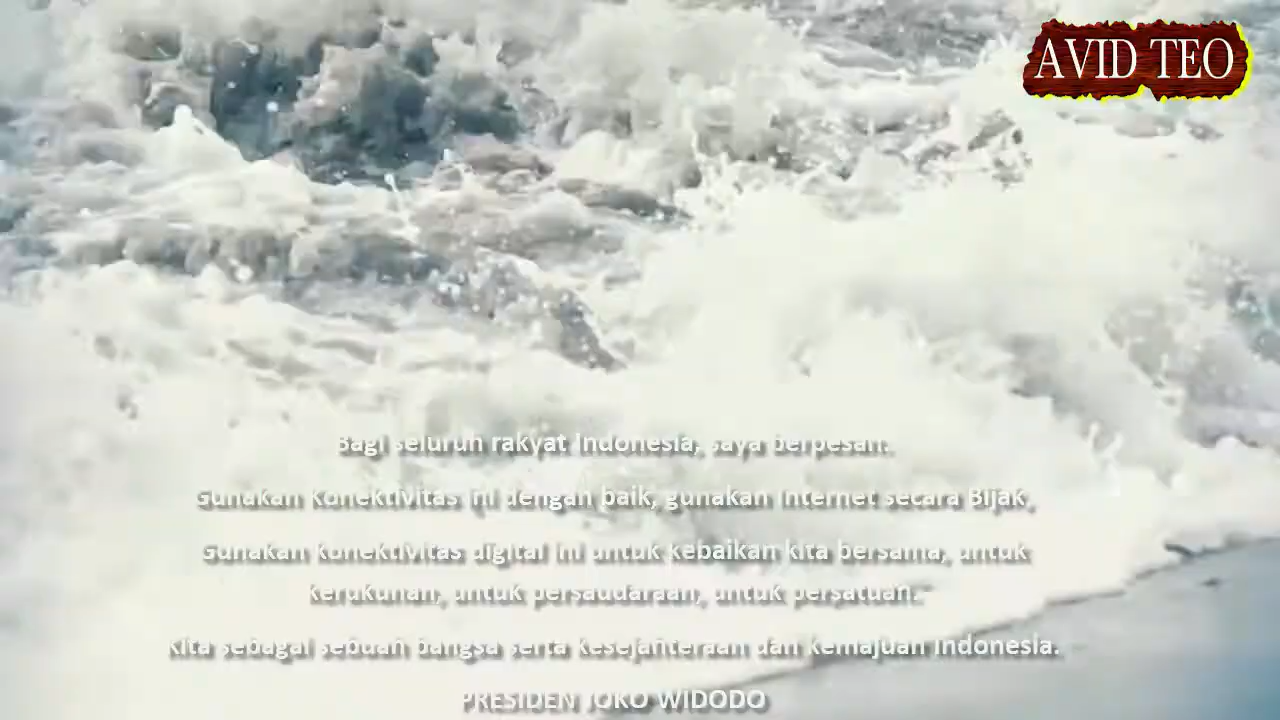 AVID TEO
Bagi seluruh rakyat Indonesia, saya berpesan.
Gunakan konektivitas ini dengan baik, gunakan Internet secara Bijak,
Gunakan konektivitas digital ini untuk kebaikan kita bersama, untuk
kerukunan, untuk persaudaraan, untuk persatuan.
Kita sebagai sebuah bangsa serta kesejahteraan dan kemajuan Indonesia.
PRESIDEN JOKO WIDODO